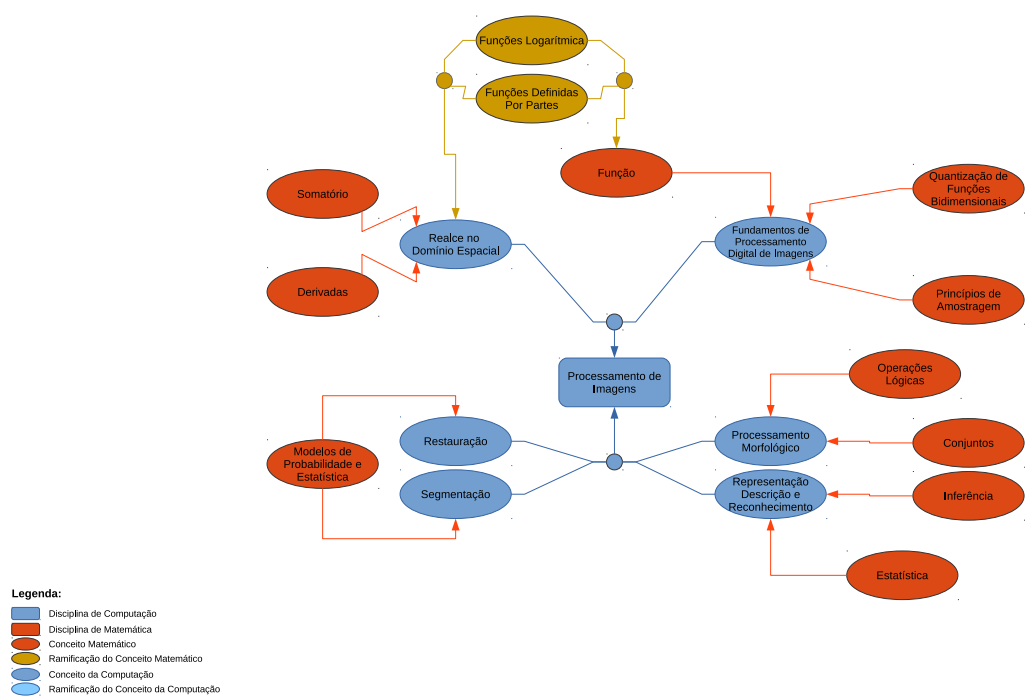 Funções Logarítmica
Funções Definidas
Por Partes
Função
Quantização de
Funções
Bidimensionais
Somatório
Realce no
Domínio Espacial
Fundamentos de
Processamento
Digital de Imagens
Derivadas
Princípios de
Amostragem
Processamento de
Imagens
Operações
Lógicas
Restauração
Processamento
Morfológico
Conjuntos
Modelos de
Probabilidade e
Estatística
Segmentação
Representação
Descrição e
Reconhecimento
Inferência
Estatística
Legenda:
Disciplina de Computação
Disciplina de Matemática
Conceito Matemático
Ramificação do Conceito Matemático
Conceito da Computação
Ramificação do Conceito da Computação